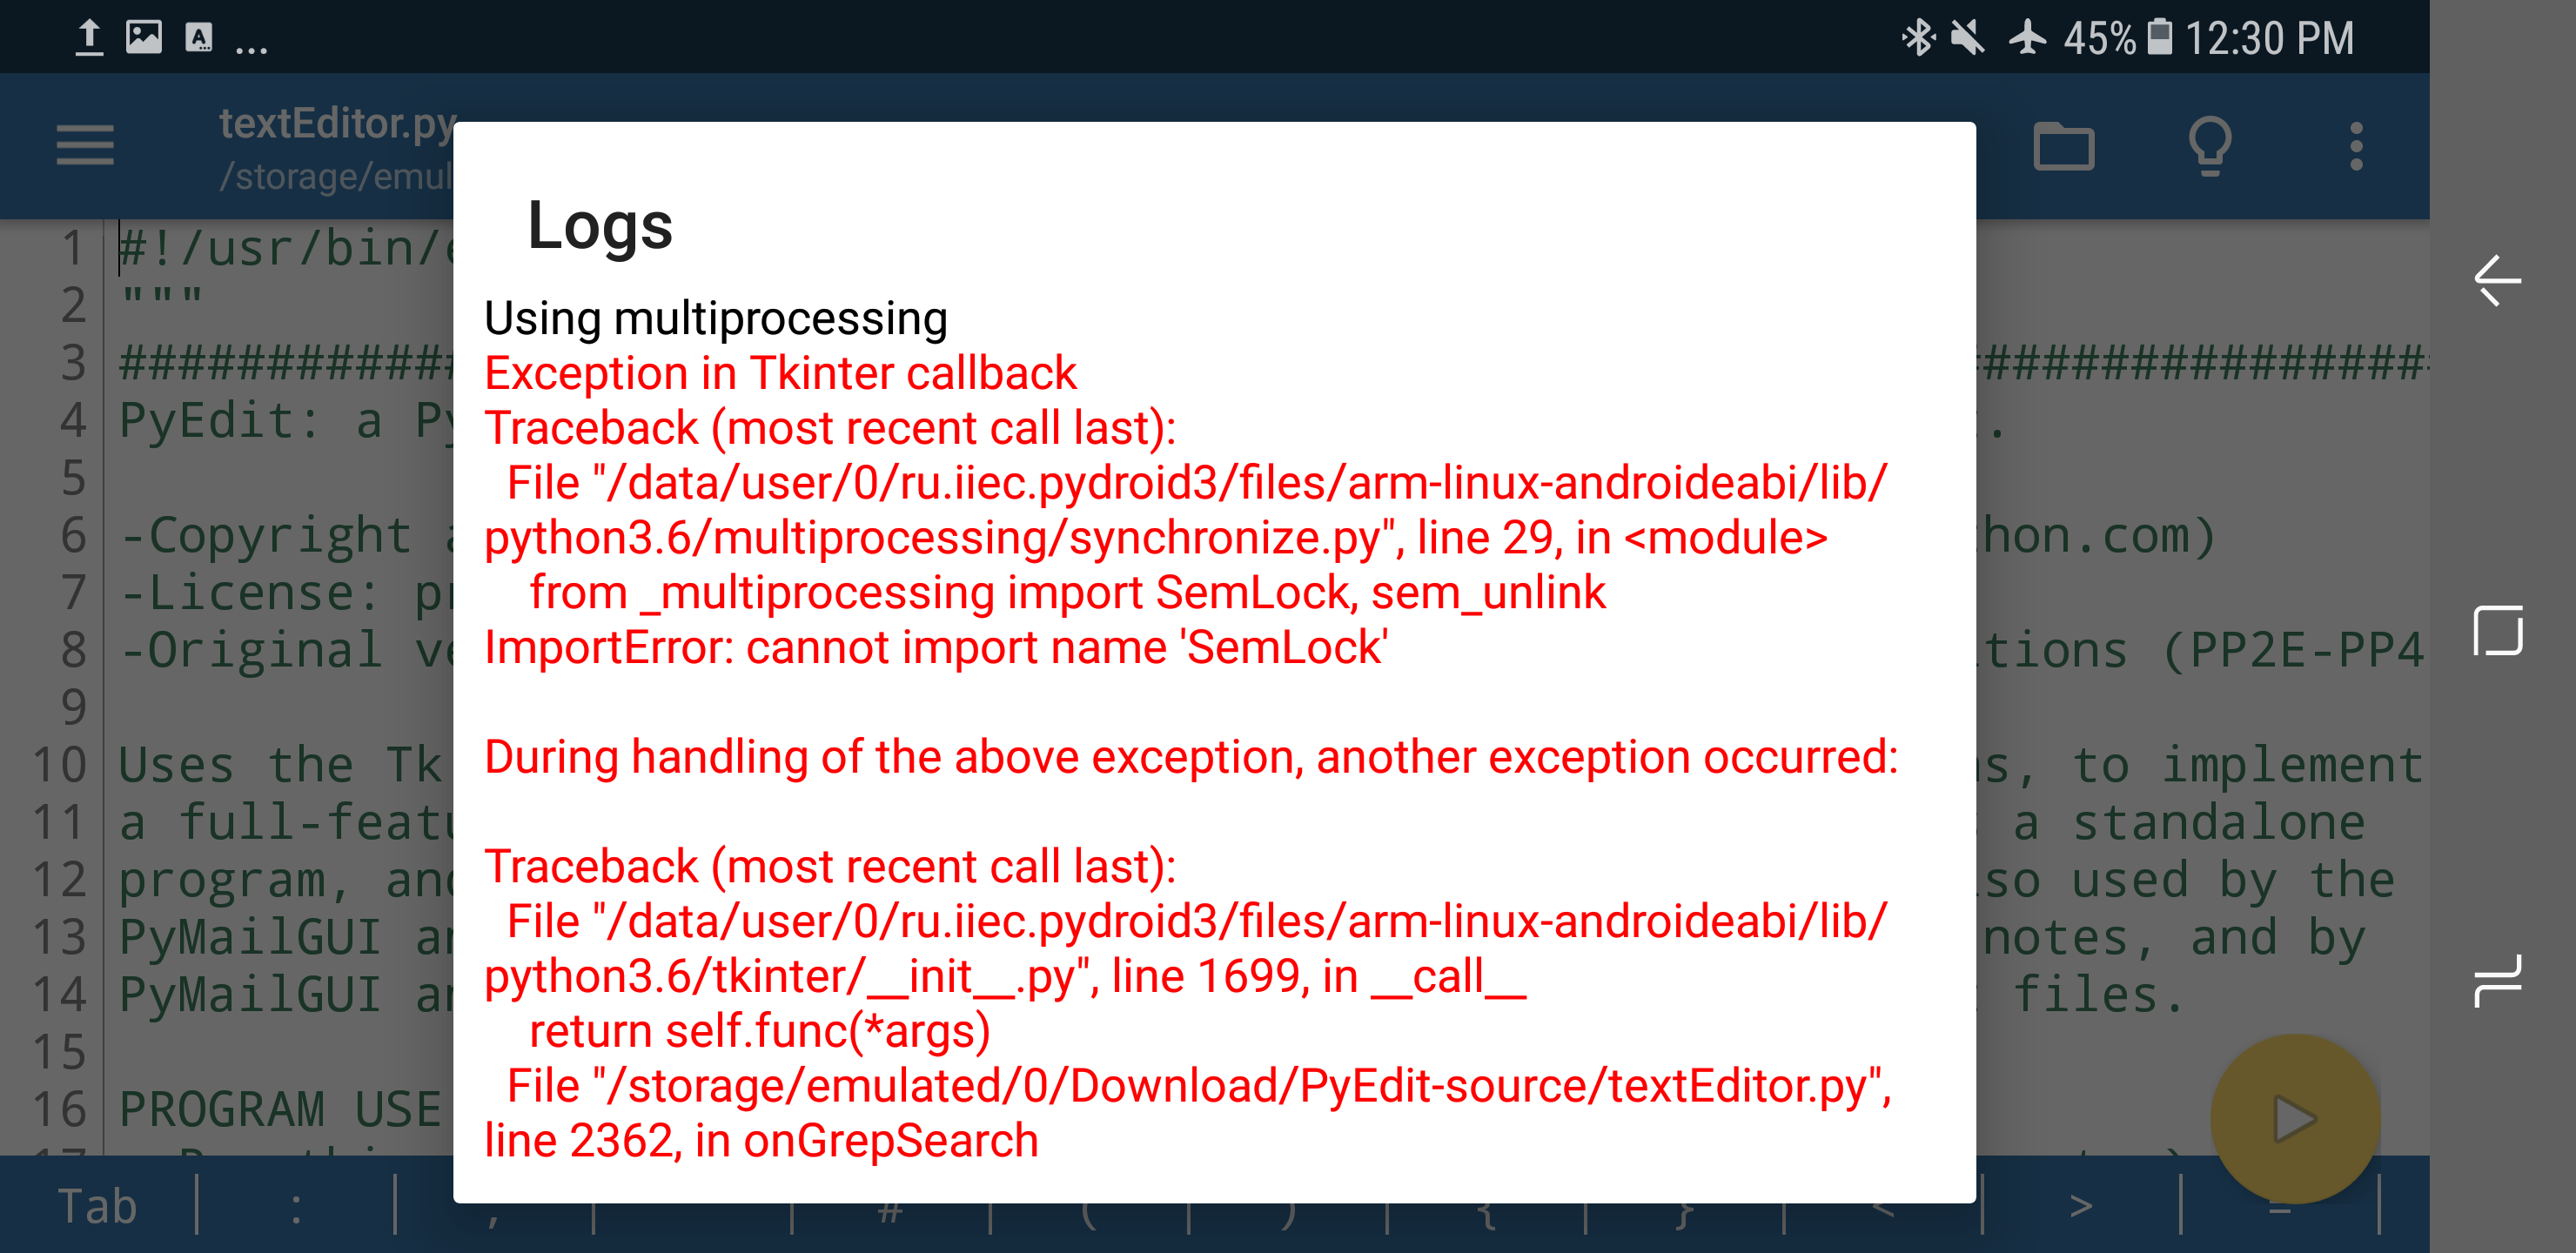 ... 45% 12:30 PM
textEditor.py
/storage/emul
Logs
Using multiprocessing
Exception in Tkinter callback
Traceback (most recent call last):
File "/data/user/0/ru.iiec.pydroid3/files/arm-linux-androideabi/lib/
python3.6/multiprocessing/synchronize.py", line 29, in <module>
from _multiprocessing import SemLock, sem_unlink
ImportError: cannot import name 'SemLock'
During handling of the above exception, another exception occurred:
Traceback (most recent call last):
File "/data/user/0/ru.iiec.pydroid3/files/arm-linux-androideabi/lib/
python3.6/tkinter/__init__.py", line 1699, in __call__
return self.func(*args)
File "/storage/emulated/0/Download/PyEdit-source/textEditor.py",
line 2362, in onGrepSearch
1 #!/usr/bin/
2 """
3 ########### ###############
4 PyEdit: a P .
5
6 -Copyright hon.com)
7 -License: p
8 -Original v tions (PP2E-PP4
9
10 Uses the Tk s, to implement
11 a full-feat a standalone
12 program, an so used by the
13 PyMailGUI a notes, and by
14 PyMailGUI a files.
15
16 PROGRAM USE
Tab : , # ( ) { } < > =